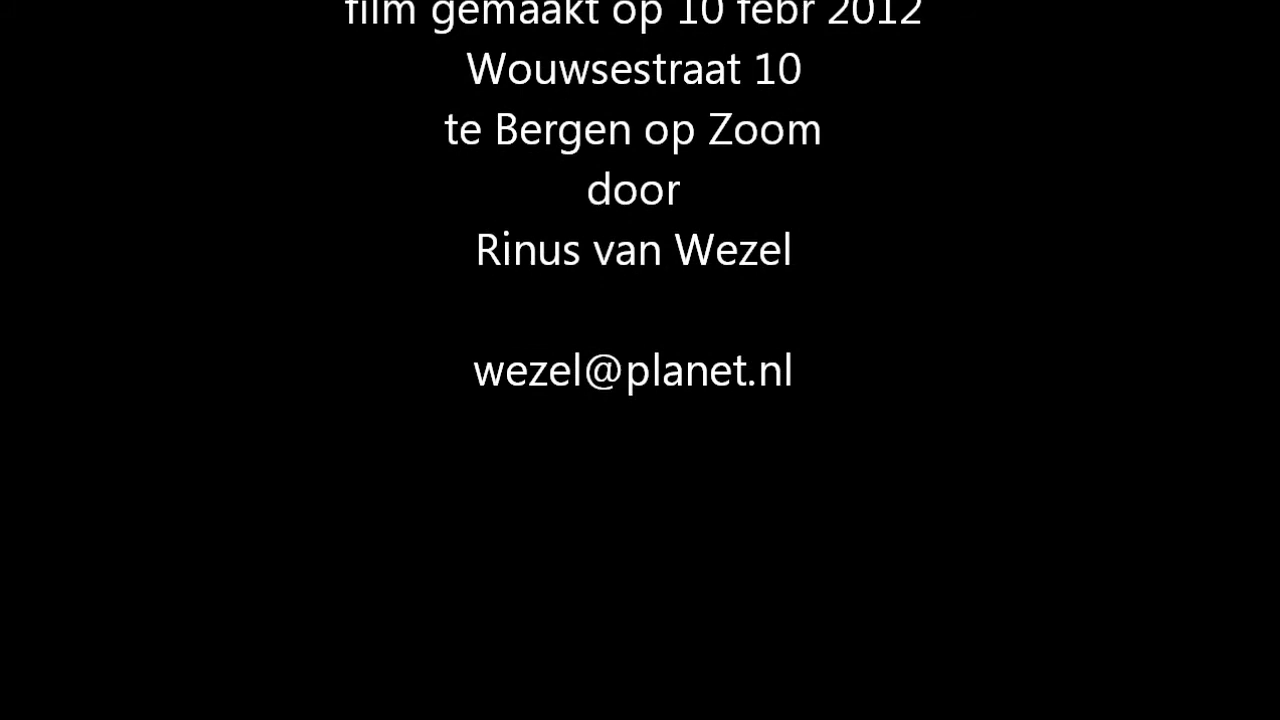 film gemaakt op 10 febr 2012
Wouwsestraat 10
te Bergen op Zoom
door
Rinus van Wezel
wezel@planet.nl